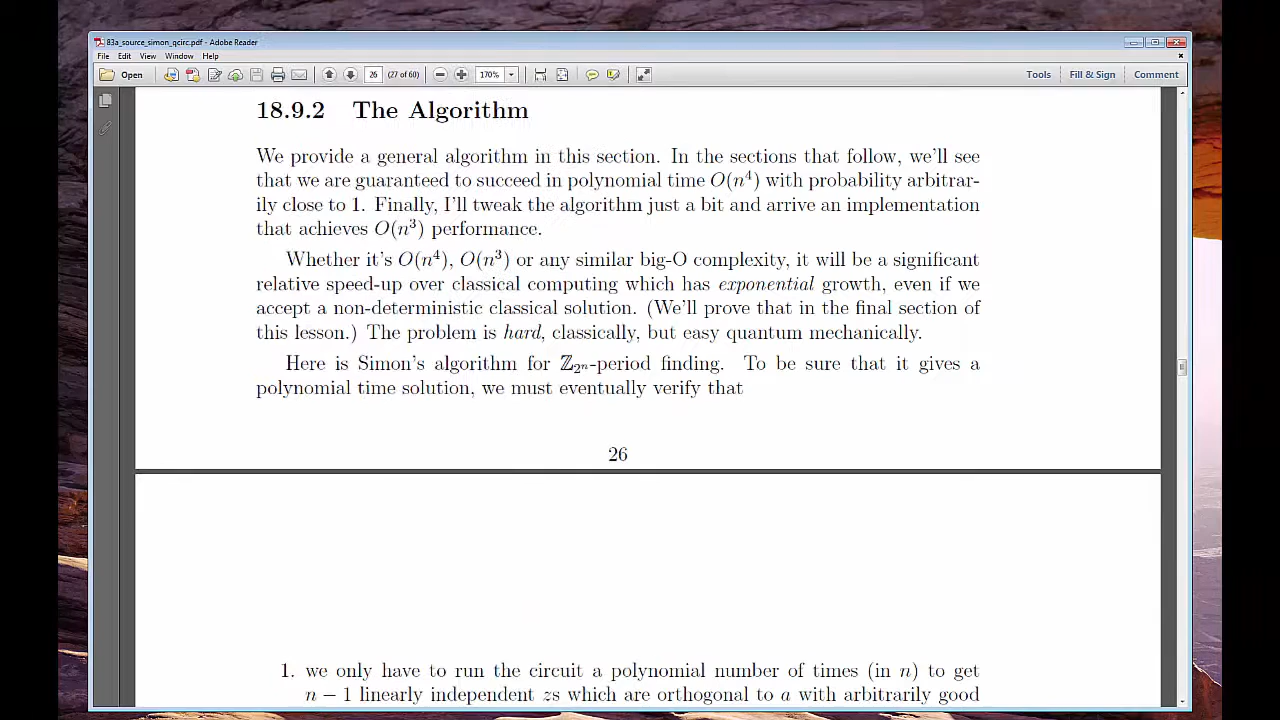 83a_source_simon_qcirc.pdf - Adobe Reader
File Edit View Window Help
Open 26 (27 of 60) 170% Tools Fill & Sign Comment
18.9.2 The Algorithm
We provide a general algorithm in this section. In the sections that follow, we'll see
that we are guaranteed to succeed in polynomial time O(n⁴) with probability arbitrar-
ily close to 1. Finally, I'll tweak the algorithm just a bit and arrive an implementation
that achieves O(n³) performance.
Whether it's O(n⁴), O(n³) or any similar big-O complexity, it will be a significant
relative speed-up over classical computing which has exponential growth, even if we
accept a non-deterministic classical solution. (We'll prove that in the final section of
this lesson.) The problem is hard, classically, but easy quantum mechanically.
Here is Simon's algorithm for ℤ₂ⁿ-period finding. To be sure that it gives a
polynomial time solution, we must eventually verify that
26
1. we only have to run the circuit a polynomial number of times (in n) to get
n − 1 linearly independent zs which are orthogonal to a with arbitrarily good